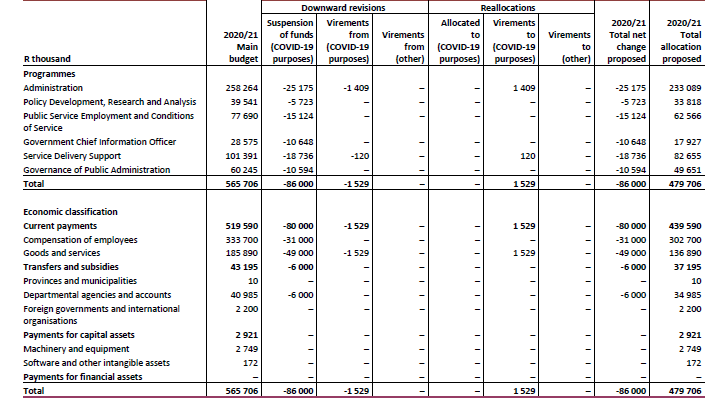 Downward revisions Reallocations
Suspension Virements Allocated Virements 2020/21 2020/21
2020/21 of funds from Virements to to Virements Total net Total
Main (COVID-19 (COVID-19 from (COVID-19 (COVID-19 to change allocation
R thousand budget purposes) purposes) (other) purposes) purposes) (other) proposed proposed
Programmes
Administration 258 264 -25 175 -1 409 – – 1 409 – -25 175 233 089
Policy Development, Research and Analysis 39 541 -5 723 – – – – – -5 723 33 818
Public Service Employment and Conditions 77 690 -15 124 – – – – – -15 124 62 566
of Service
Government Chief Information Officer 28 575 -10 648 – – – – – -10 648 17 927
Service Delivery Support 101 391 -18 736 -120 – – 120 – -18 736 82 655
Governance of Public Administration 60 245 -10 594 – – – – – -10 594 49 651
Total 565 706 -86 000 -1 529 – – 1 529 – -86 000 479 706
Economic classification
Current payments 519 590 -80 000 -1 529 – – 1 529 – -80 000 439 590
Compensation of employees 333 700 -31 000 – – – – – -31 000 302 700
Goods and services 185 890 -49 000 -1 529 – – 1 529 – -49 000 136 890
Transfers and subsidies 43 195 -6 000 – – – – – -6 000 37 195
Provinces and municipalities 10 – – – – – – – 10
Departmental agencies and accounts 40 985 -6 000 – – – – – -6 000 34 985
Foreign governments and international 2 200 – – – – – – – 2 200
organisations
Payments for capital assets 2 921 – – – – – – – 2 921
Machinery and equipment 2 749 – – – – – – – 2 749
Software and other intangible assets 172 – – – – – – – 172
Payments for financial assets – – – – – – – – –
Total 565 706 -86 000 -1 529 – – 1 529 – -86 000 479 706